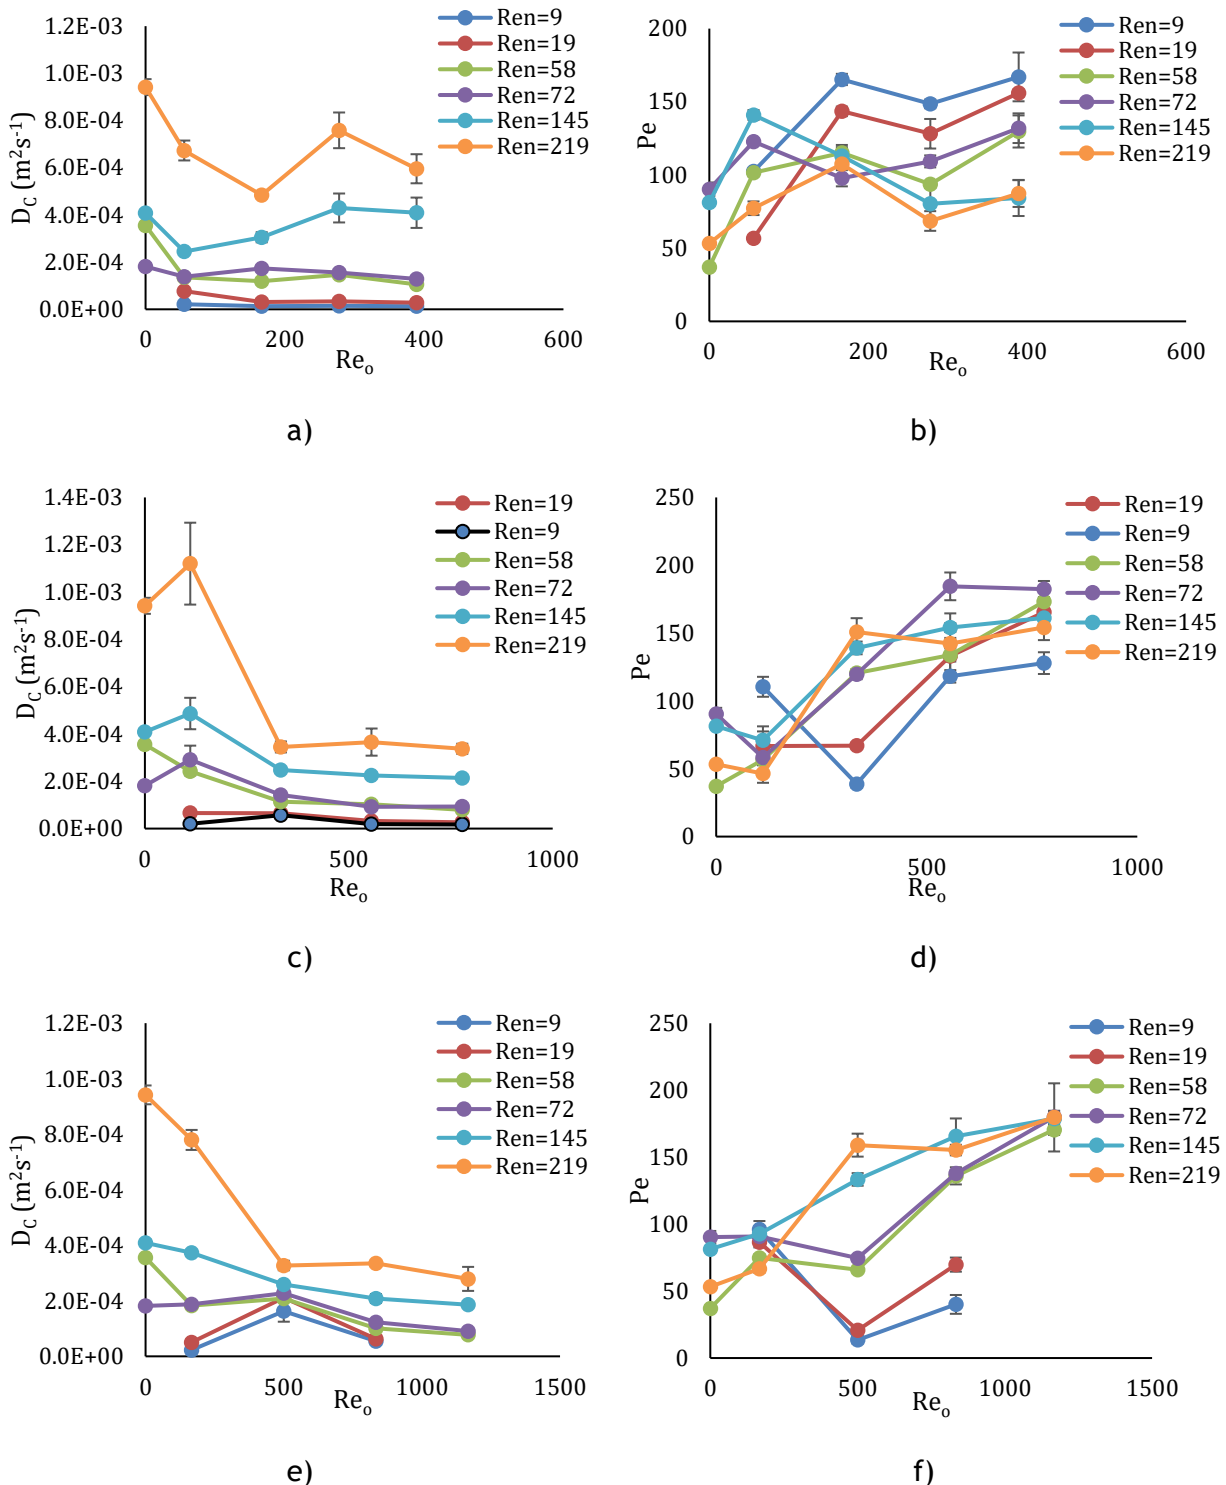 1.2E-03
1.0E-03
8.0E-04
6.0E-04
4.0E-04
2.0E-04
0.0E+00
D_C (m²s⁻¹)
0 200 400 600
Re_o
Ren=9
Ren=19
Ren=58
Ren=72
Ren=145
Ren=219
a)
200
150
100
50
0
Pe
0 200 400 600
Re_o
Ren=9
Ren=19
Ren=58
Ren=72
Ren=145
Ren=219
b)
1.4E-03
1.2E-03
1.0E-03
8.0E-04
6.0E-04
4.0E-04
2.0E-04
0.0E+00
D_C (m²s⁻¹)
0 500 1000
Re_o
Ren=19
Ren=9
Ren=58
Ren=72
Ren=145
Ren=219
c)
250
200
150
100
50
0
Pe
0 500 1000
Re_o
Ren=19
Ren=9
Ren=58
Ren=72
Ren=145
Ren=219
d)
1.2E-03
1.0E-03
8.0E-04
6.0E-04
4.0E-04
2.0E-04
0.0E+00
D_C (m²s⁻¹)
0 500 1000 1500
Re_o
Ren=9
Ren=19
Ren=58
Ren=72
Ren=145
Ren=219
e)
250
200
150
100
50
0
Pe
0 500 1000 1500
Re_o
Ren=9
Ren=19
Ren=58
Ren=72
Ren=145
Ren=219
f)